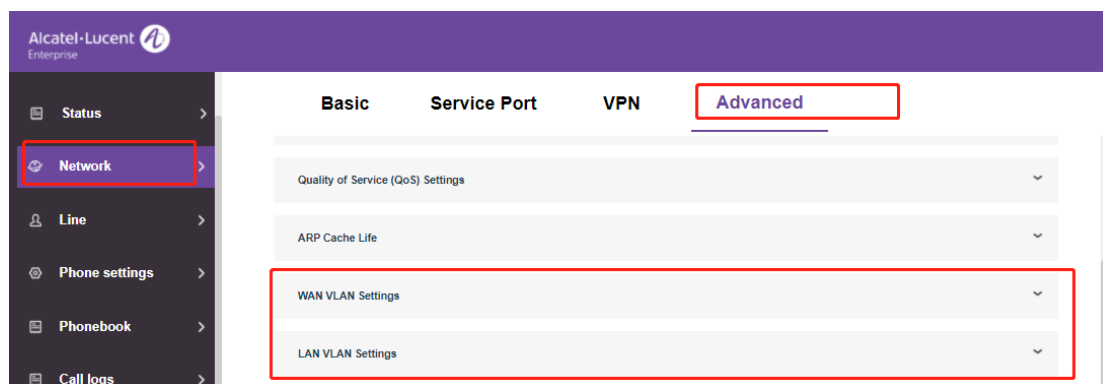 Alcatel·Lucent
Enterprise
Basic Service Port VPN Advanced
Status
Network
Line
Phone settings
Phonebook
Call logs
Quality of Service (QoS) Settings
ARP Cache Life
WAN VLAN Settings
LAN VLAN Settings